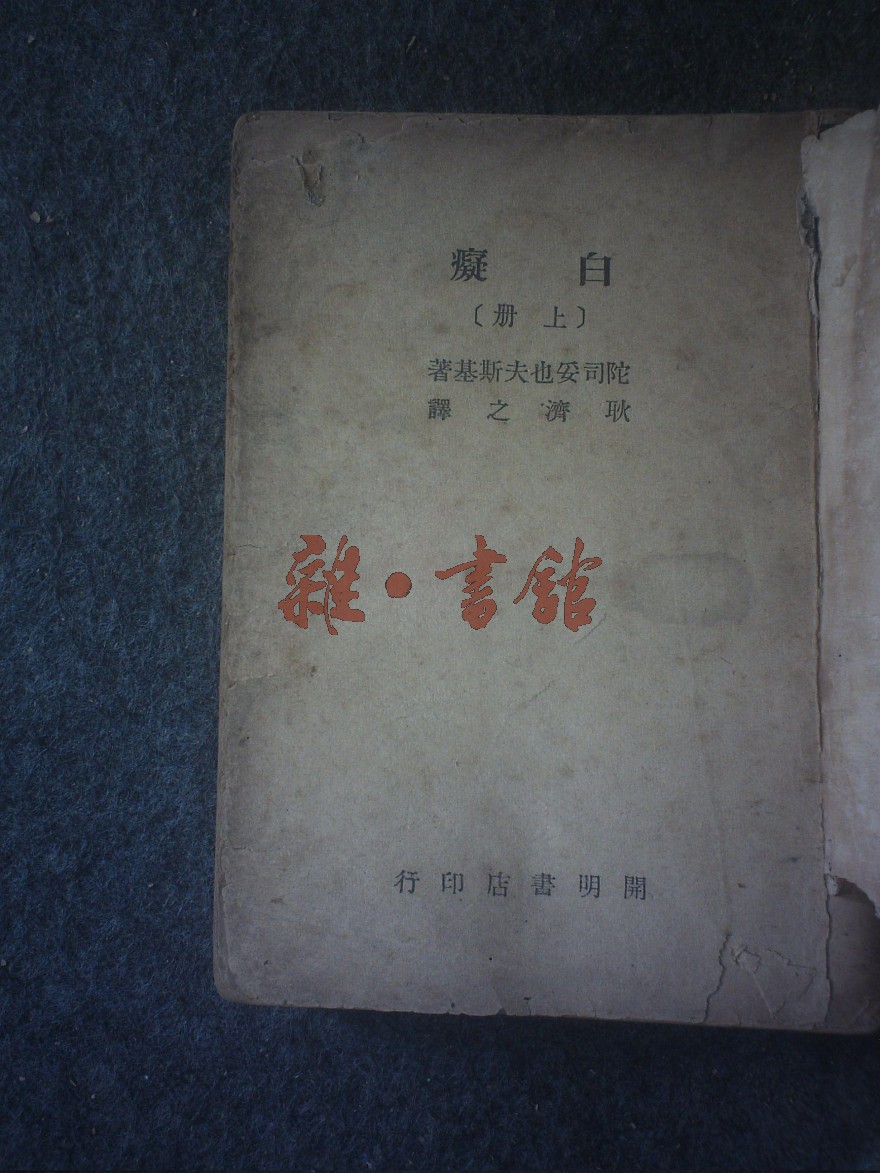 白癡
（上册）
陀司妥也夫斯基著
耿濟之譯
雜·書館
開明書店印行